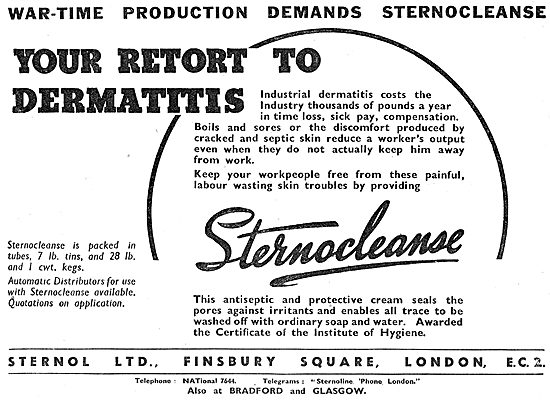 WAR-TIME PRODUCTION DEMANDS STERNOCLEANSE
YOUR RETORT TO
DERMATITIS
Industrial dermatitis costs the
Industry thousands of pounds a year
in time loss, sick pay, compensation.
Boils and sores or the discomfort produced by
cracked and septic skin reduce a worker's output
even when they do not actually keep him away
from work.
Keep your workpeople free from these painful,
labour wasting skin troubles by providing
Sternocleanse
Sternocleanse is packed in
tubes, 7 lb. tins, and 28 lb.
and 1 cwt. kegs.
Automatic Distributors for use
with Sternocleanse available.
Quotations on application.
This antiseptic and protective cream seals the
pores against irritants and enables all trace to be
washed off with ordinary soap and water. Awarded
the Certificate of the Institute of Hygiene.
STERNOL LTD., FINSBURY SQUARE, LONDON, E.C. 2.
Telephone: NATional 7644. Telegrams: "Sternoline 'Phone London."
Also at BRADFORD and GLASGOW.